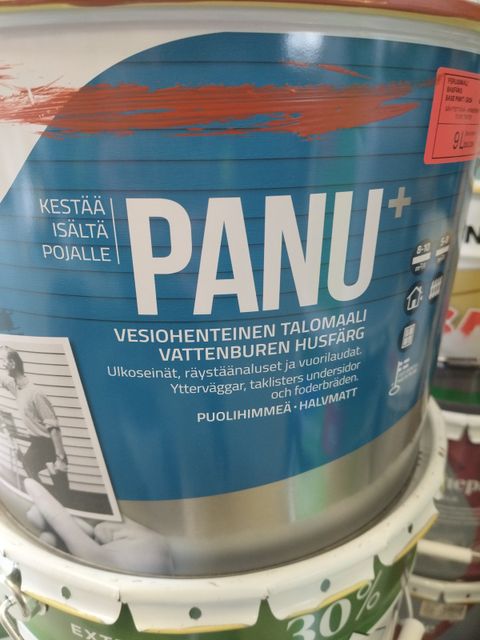 9L
KESTÄÄ
ISÄLTÄ
POJALLE
PANU+
VESIOHENTEINEN TALOMAALI
VATTENBUREN HUSFÄRG
Ulkoseinät, räystäänaluset ja vuorilaudat.
Ytterväggar, taklisters undersidor
och foderbräden.
PUOLIHIMMEÄ · HALVMATT
30%